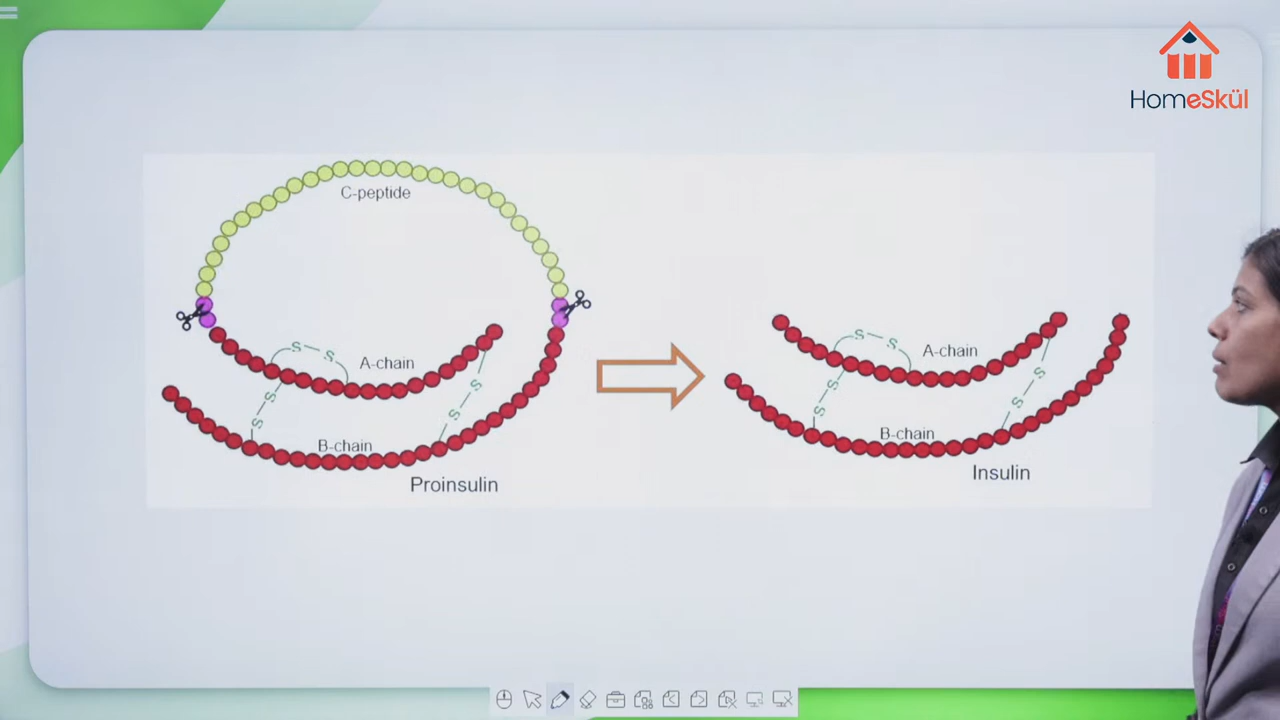 HomeSkül
C-peptide
S S
A-chain
S
S
S
S
B-chain
Proinsulin
S S
A-chain
S
S
S
S
B-chain
Insulin